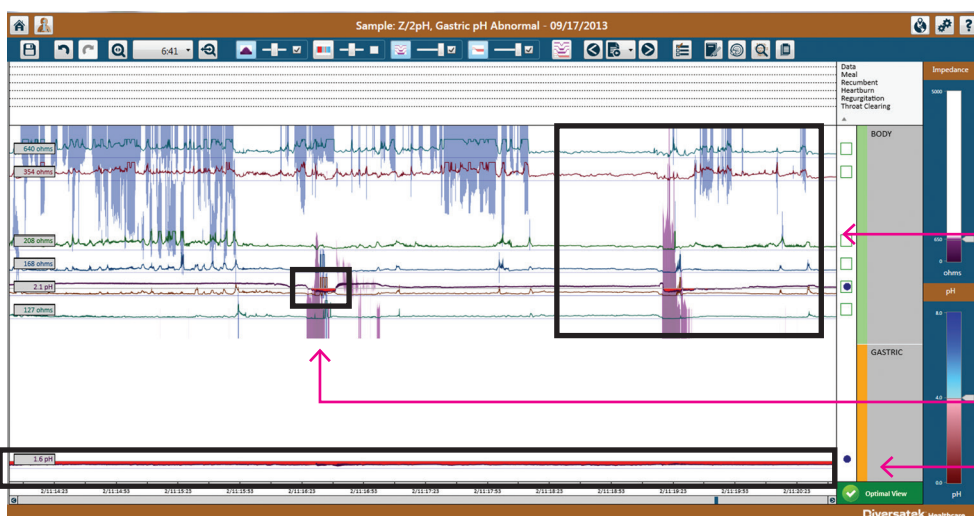 Sample: Z/2pH, Gastric pH Abnormal - 09/17/2013
6:41
Data
Meal
Recumbent
Heartburn
Regurgitation
Throat Clearing
Impedance
5000
650
0
ohms
pH
8.0
4.0
0.0
pH
BODY
GASTRIC
640 ohms
354 ohms
208 ohms
168 ohms
2.1 pH
127 ohms
1.6 pH
2/11:14:23 2/11:14:53 2/11:15:23 2/11:15:53 2/11:16:23 2/11:16:53 2/11:17:23 2/11:17:53 2/11:18:23 2/11:18:53 2/11:19:23 2/11:19:53 2/11:20:23
Optimal View
Diversatek Healthcare